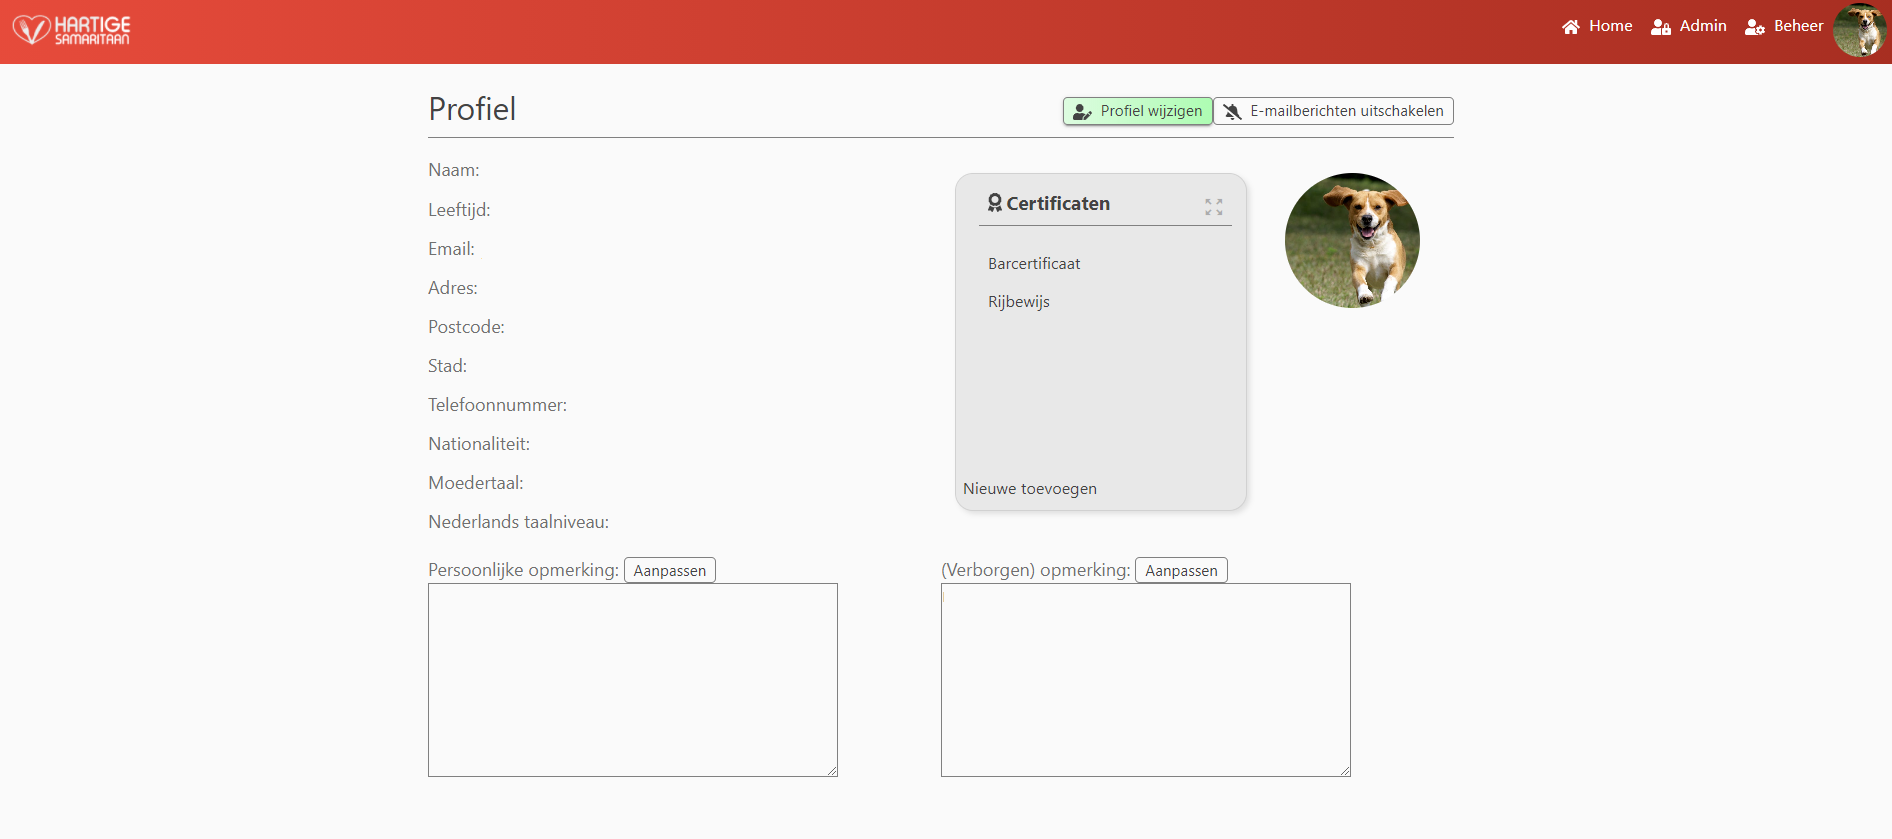 HARTIGE
SAMARITAAN
Home
Admin
Beheer
Profiel
Profiel wijzigen
E-mailberichten uitschakelen
Naam:
Leeftijd:
Email:
Adres:
Postcode:
Stad:
Telefoonnummer:
Nationaliteit:
Moedertaal:
Nederlands taalniveau:
Certificaten
Barcertificaat
Rijbewijs
Nieuwe toevoegen
Persoonlijke opmerking: Aanpassen
(Verborgen) opmerking: Aanpassen